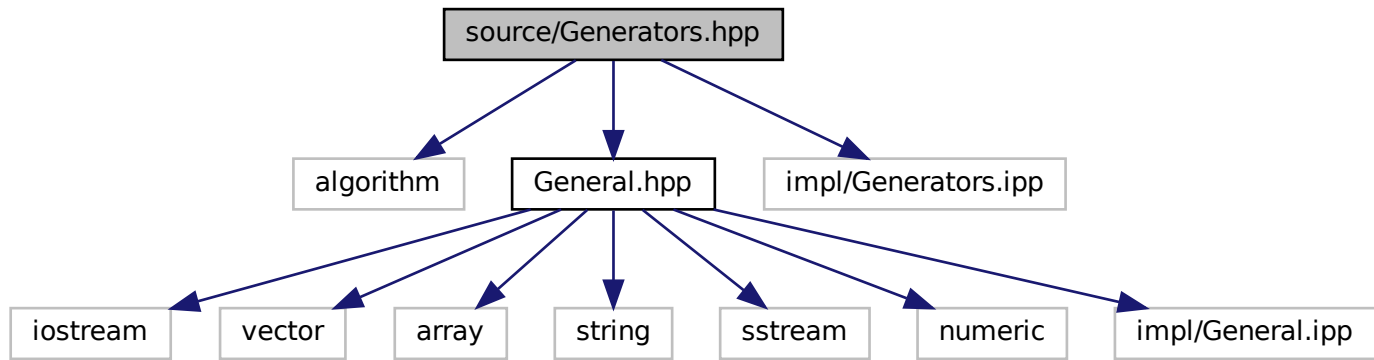 source/Generators.hpp
algorithm
General.hpp
impl/Generators.ipp
iostream
vector
array
string
sstream
numeric
impl/General.ipp